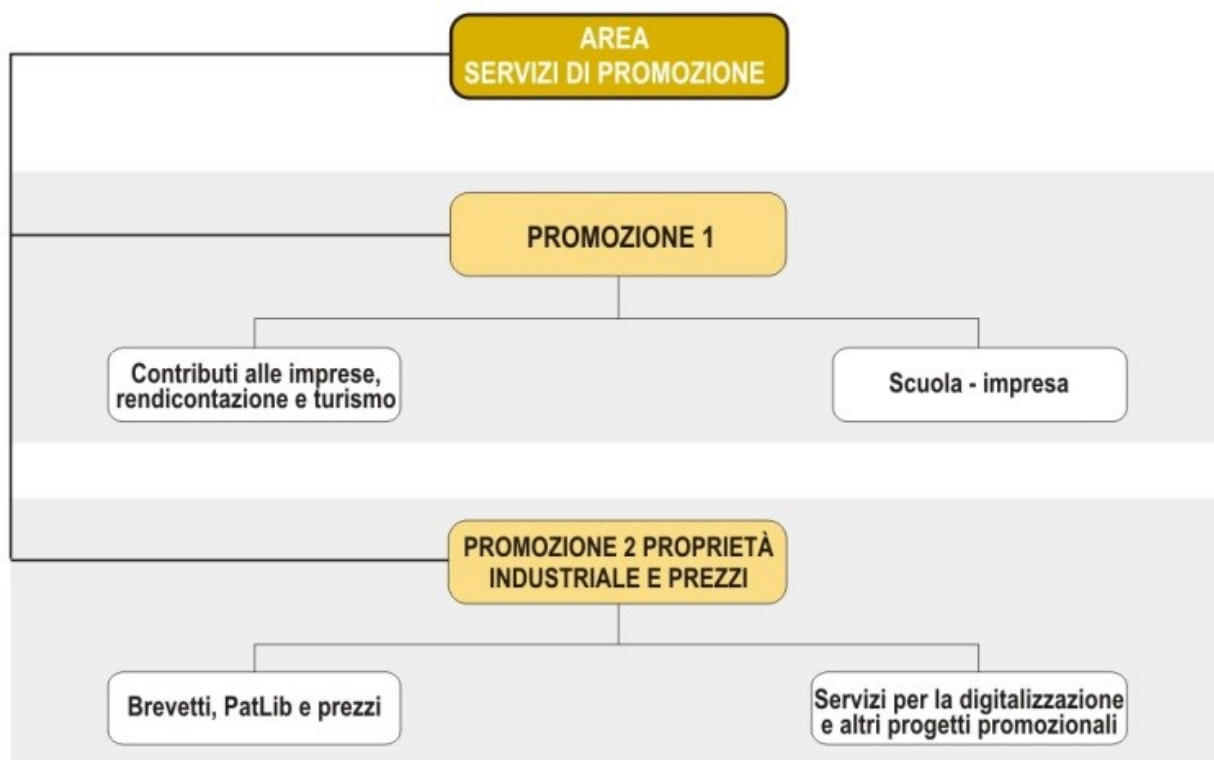 AREA
SERVIZI DI PROMOZIONE
PROMOZIONE 1
Contributi alle imprese,
rendicontazione e turismo
Scuola - impresa
PROMOZIONE 2 PROPRIETÀ
INDUSTRIALE E PREZZI
Brevetti, PatLib e prezzi
Servizi per la digitalizzazione
e altri progetti promozionali